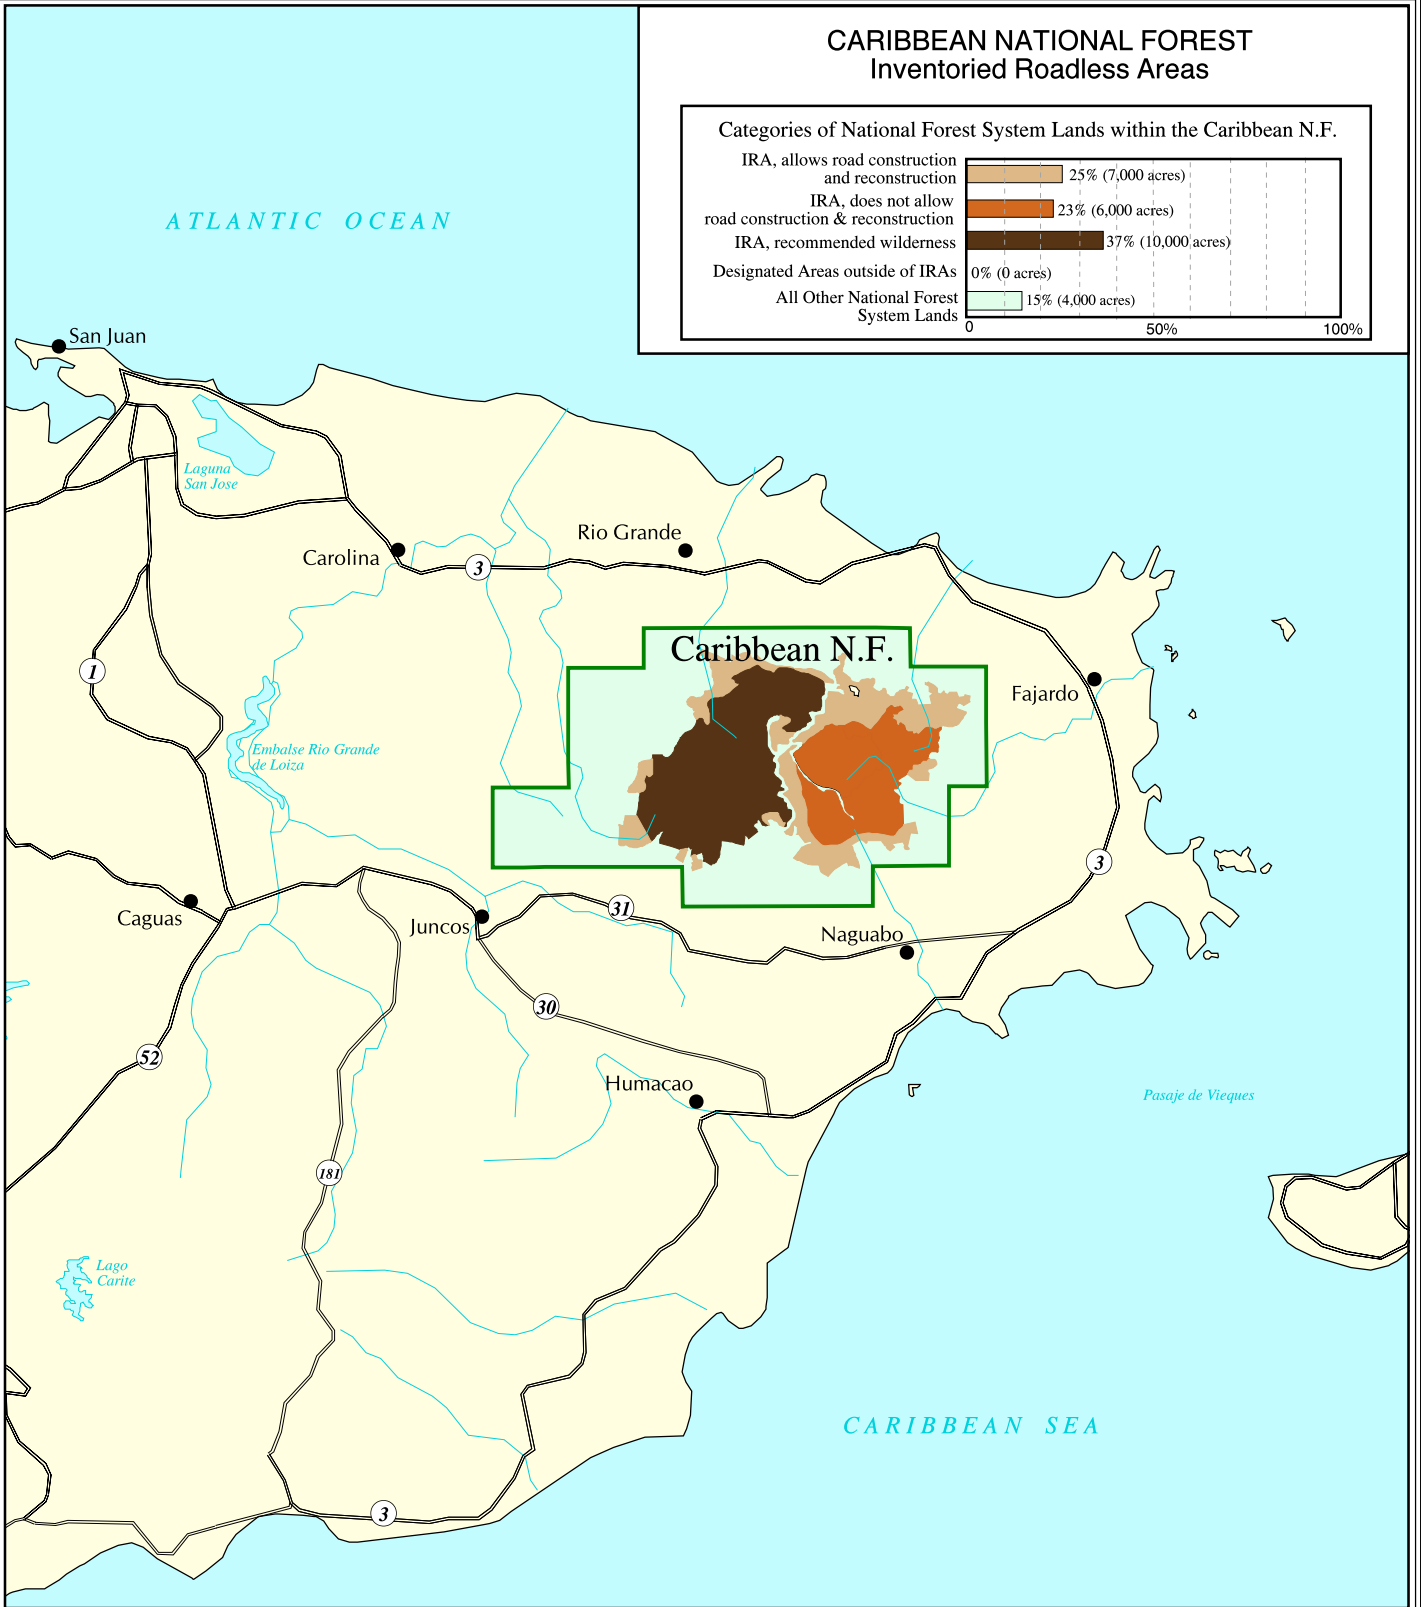 CARIBBEAN NATIONAL FOREST
Inventoried Roadless Areas
Categories of National Forest System Lands within the Caribbean N.F.
IRA, allows road construction
and reconstruction
25% (7,000 acres)
IRA, does not allow
road construction & reconstruction
23% (6,000 acres)
IRA, recommended wilderness
37% (10,000 acres)
Designated Areas outside of IRAs
0% (0 acres)
All Other National Forest
System Lands
15% (4,000 acres)
0 50% 100%
ATLANTIC OCEAN
San Juan
Laguna
San Jose
Rio Grande
Carolina
3
Caribbean N.F.
1
Fajardo
Embalse Rio Grande
de Loiza
3
Caguas
Juncos
31
Naguabo
30
52
Humacao
Pasaje de Vieques
181
Lago
Carite
CARIBBEAN SEA
3